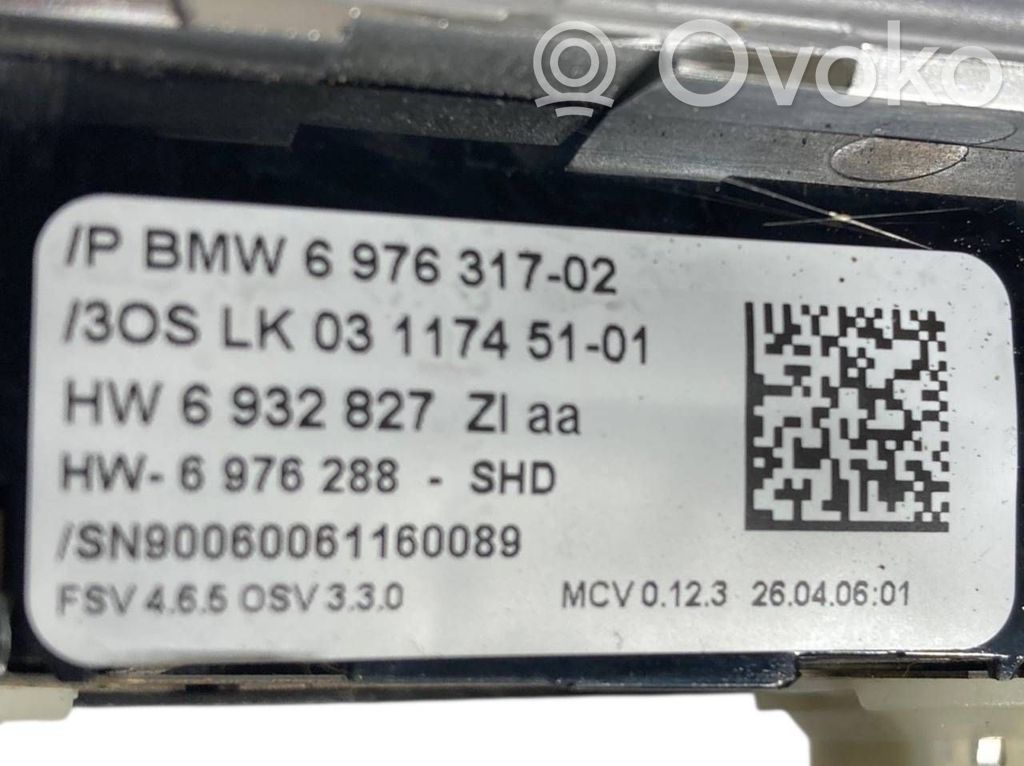 Ovoko
/P BMW 6 976 317-02
/3OS LK 03 1174 51-01
HW 6 932 827 ZI aa
HW- 6 976 288 - SHD
/SN90060061160089
FSV 4.6.5 OSV 3.3.0 MCV 0.12.3 26.04.06:01